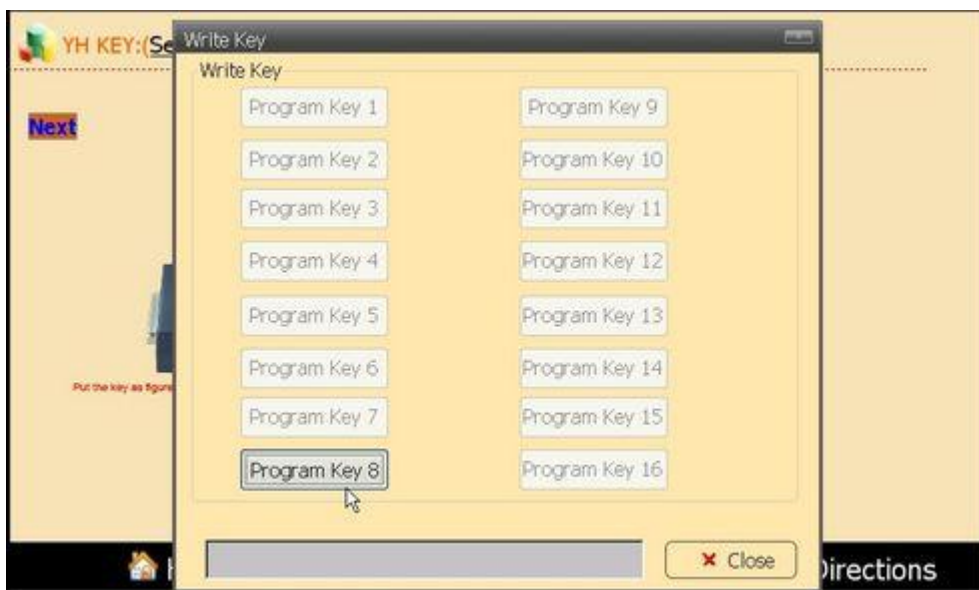 YH KEY:(Se
Write Key
Write Key
Next
Program Key 1
Program Key 2
Program Key 3
Program Key 4
Program Key 5
Program Key 6
Program Key 7
Program Key 8
Program Key 9
Program Key 10
Program Key 11
Program Key 12
Program Key 13
Program Key 14
Program Key 15
Program Key 16
Put the key as figure
Close
H
Directions